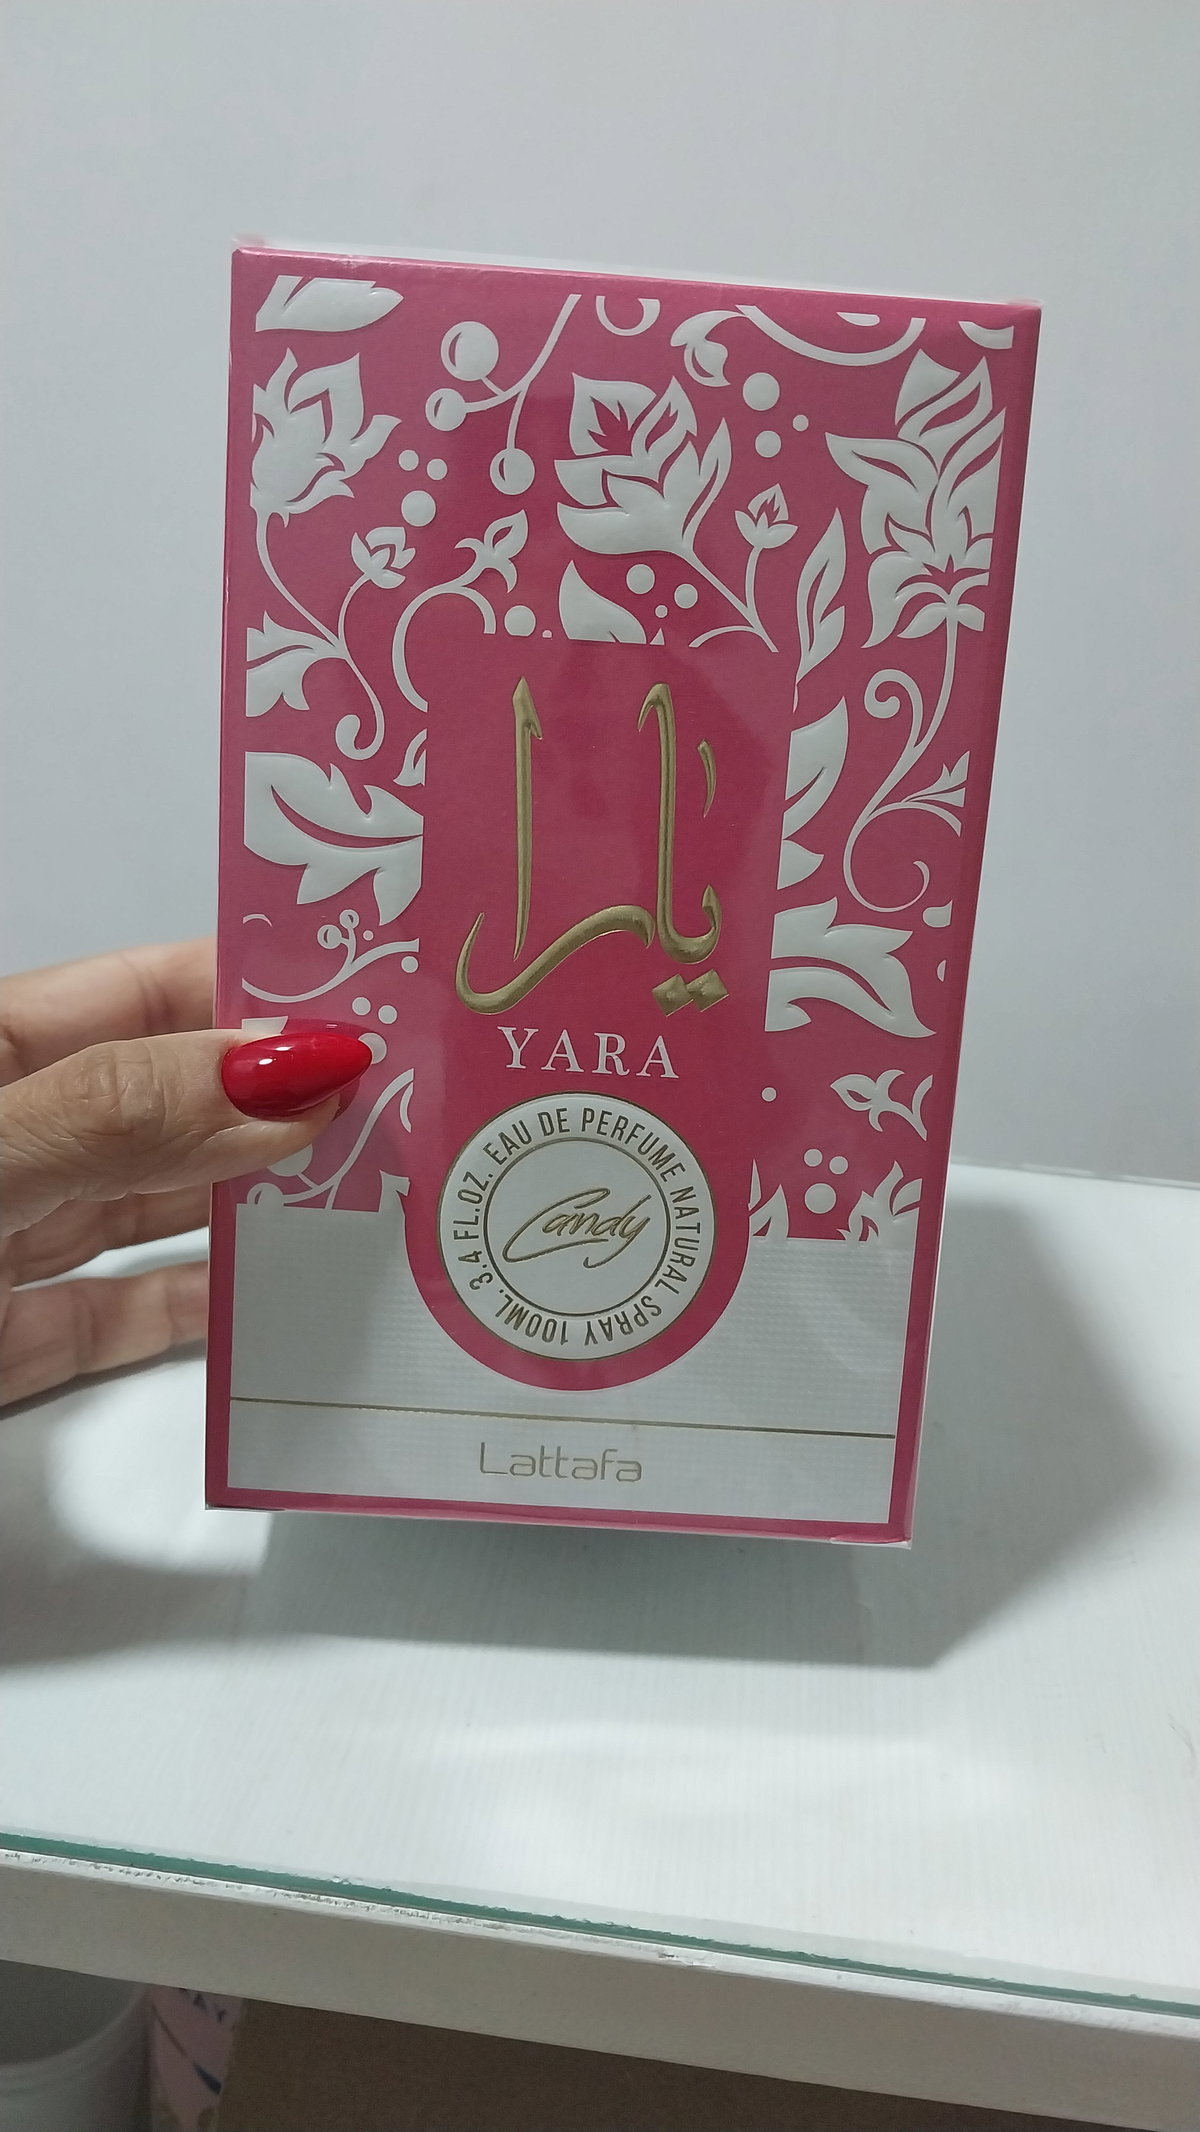 يارا
YARA
EAU DE PERFUME NATURAL SPRAY 100ML. 3.4 FL.OZ.
Candy
Lattafa